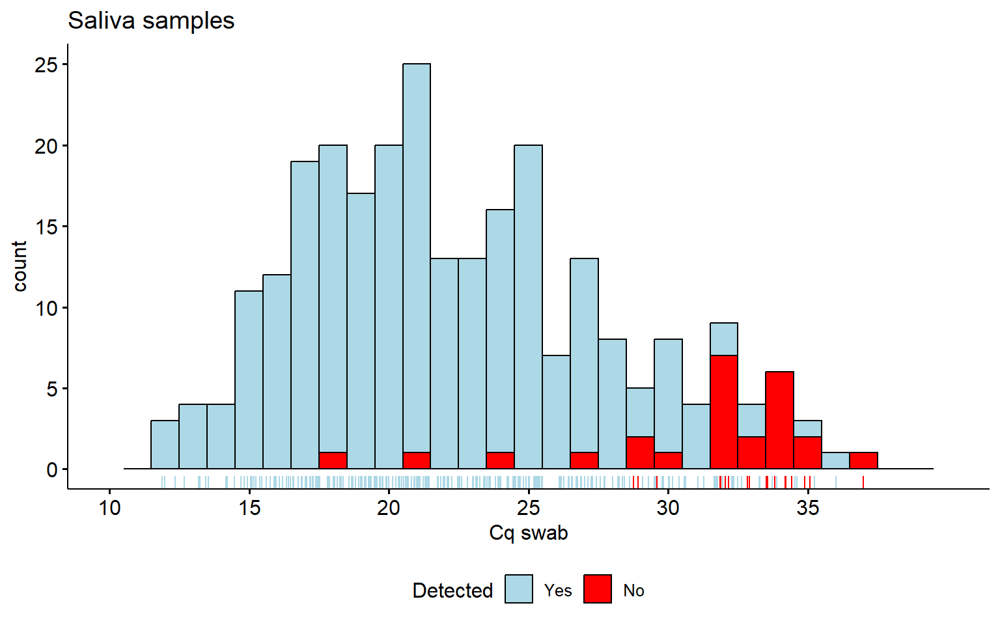 Saliva samples
25
20
15
10
5
0
count
10 15 20 25 30 35
Cq swab
Detected Yes No